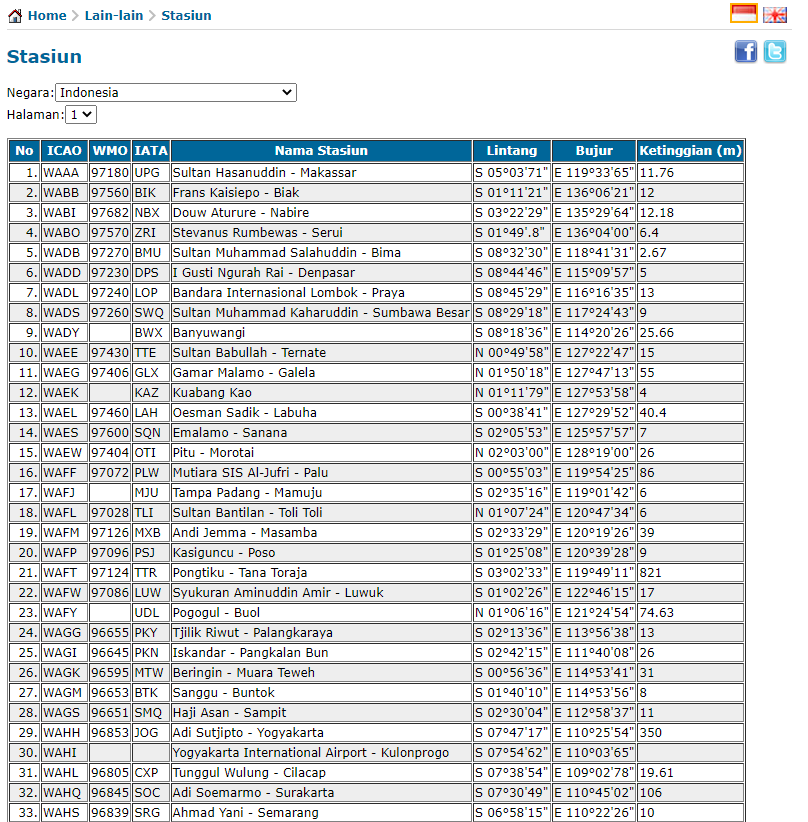 Home > Lain-lain > Stasiun
Stasiun
Negara: Indonesia
Halaman: 1
No ICAO WMO IATA Nama Stasiun Lintang Bujur Ketinggian (m)
1. WAAA 97180 UPG Sultan Hasanuddin - Makassar S 05°03'71" E 119°33'65" 11.76
2. WABB 97560 BIK Frans Kaisiepo - Biak S 01°11'21" E 136°06'21" 12
3. WABI 97682 NBX Douw Aturure - Nabire S 03°22'29" E 135°29'64" 12.18
4. WABO 97570 ZRI Stevanus Rumbewas - Serui S 01°49'.8" E 136°04'00" 6.4
5. WADB 97270 BMU Sultan Muhammad Salahuddin - Bima S 08°32'30" E 118°41'31" 2.67
6. WADD 97230 DPS I Gusti Ngurah Rai - Denpasar S 08°44'46" E 115°09'57" 5
7. WADL 97240 LOP Bandara Internasional Lombok - Praya S 08°45'29" E 116°16'35" 13
8. WADS 97260 SWQ Sultan Muhammad Kaharuddin - Sumbawa Besar S 08°29'18" E 117°24'43" 9
9. WADY BWX Banyuwangi S 08°18'36" E 114°20'26" 25.66
10. WAEE 97430 TTE Sultan Babullah - Ternate N 00°49'58" E 127°22'47" 15
11. WAEG 97406 GLX Gamar Malamo - Galela N 01°50'18" E 127°47'13" 55
12. WAEK KAZ Kuabang Kao N 01°11'79" E 127°53'58" 4
13. WAEL 97460 LAH Oesman Sadik - Labuha S 00°38'41" E 127°29'52" 40.4
14. WAES 97600 SQN Emalamo - Sanana S 02°05'53" E 125°57'57" 7
15. WAEW 97404 OTI Pitu - Morotai N 02°03'00" E 128°19'00" 26
16. WAFF 97072 PLW Mutiara SIS Al-Jufri - Palu S 00°55'03" E 119°54'25" 86
17. WAFJ MJU Tampa Padang - Mamuju S 02°35'16" E 119°01'42" 6
18. WAFL 97028 TLI Sultan Bantilan - Toli Toli N 01°07'24" E 120°47'34" 6
19. WAFM 97126 MXB Andi Jemma - Masamba S 02°33'29" E 120°19'26" 39
20. WAFP 97096 PSJ Kasiguncu - Poso S 01°25'08" E 120°39'28" 9
21. WAFT 97124 TTR Pongtiku - Tana Toraja S 03°02'33" E 119°49'11" 821
22. WAFW 97086 LUW Syukuran Aminuddin Amir - Luwuk S 01°02'26" E 122°46'15" 17
23. WAFY UDL Pogogul - Buol N 01°06'16" E 121°24'54" 74.63
24. WAGG 96655 PKY Tjilik Riwut - Palangkaraya S 02°13'36" E 113°56'38" 13
25. WAGI 96645 PKN Iskandar - Pangkalan Bun S 02°42'15" E 111°40'08" 26
26. WAGK 96595 MTW Beringin - Muara Teweh S 00°56'36" E 114°53'41" 31
27. WAGM 96653 BTK Sanggu - Buntok S 01°40'10" E 114°53'56" 8
28. WAGS 96651 SMQ Haji Asan - Sampit S 02°30'04" E 112°58'37" 11
29. WAHH 96853 JOG Adi Sutjipto - Yogyakarta S 07°47'17" E 110°25'54" 350
30. WAHI Yogyakarta International Airport - Kulonprogo S 07°54'62" E 110°03'65"
31. WAHL 96805 CXP Tunggul Wulung - Cilacap S 07°38'54" E 109°02'78" 19.61
32. WAHQ 96845 SOC Adi Soemarmo - Surakarta S 07°30'49" E 110°45'02" 106
33. WAHS 96839 SRG Ahmad Yani - Semarang S 06°58'15" E 110°22'26" 10